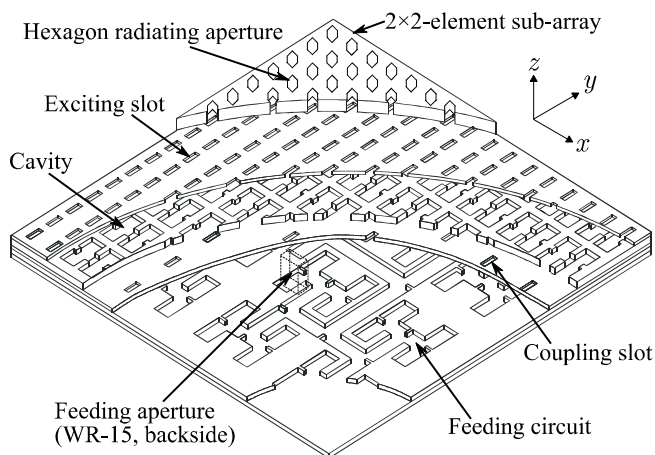 2×2-element sub-array
Hexagon radiating aperture
z
y
x
Exciting slot
Cavity
Coupling slot
Feeding aperture
(WR-15, backside)
Feeding circuit